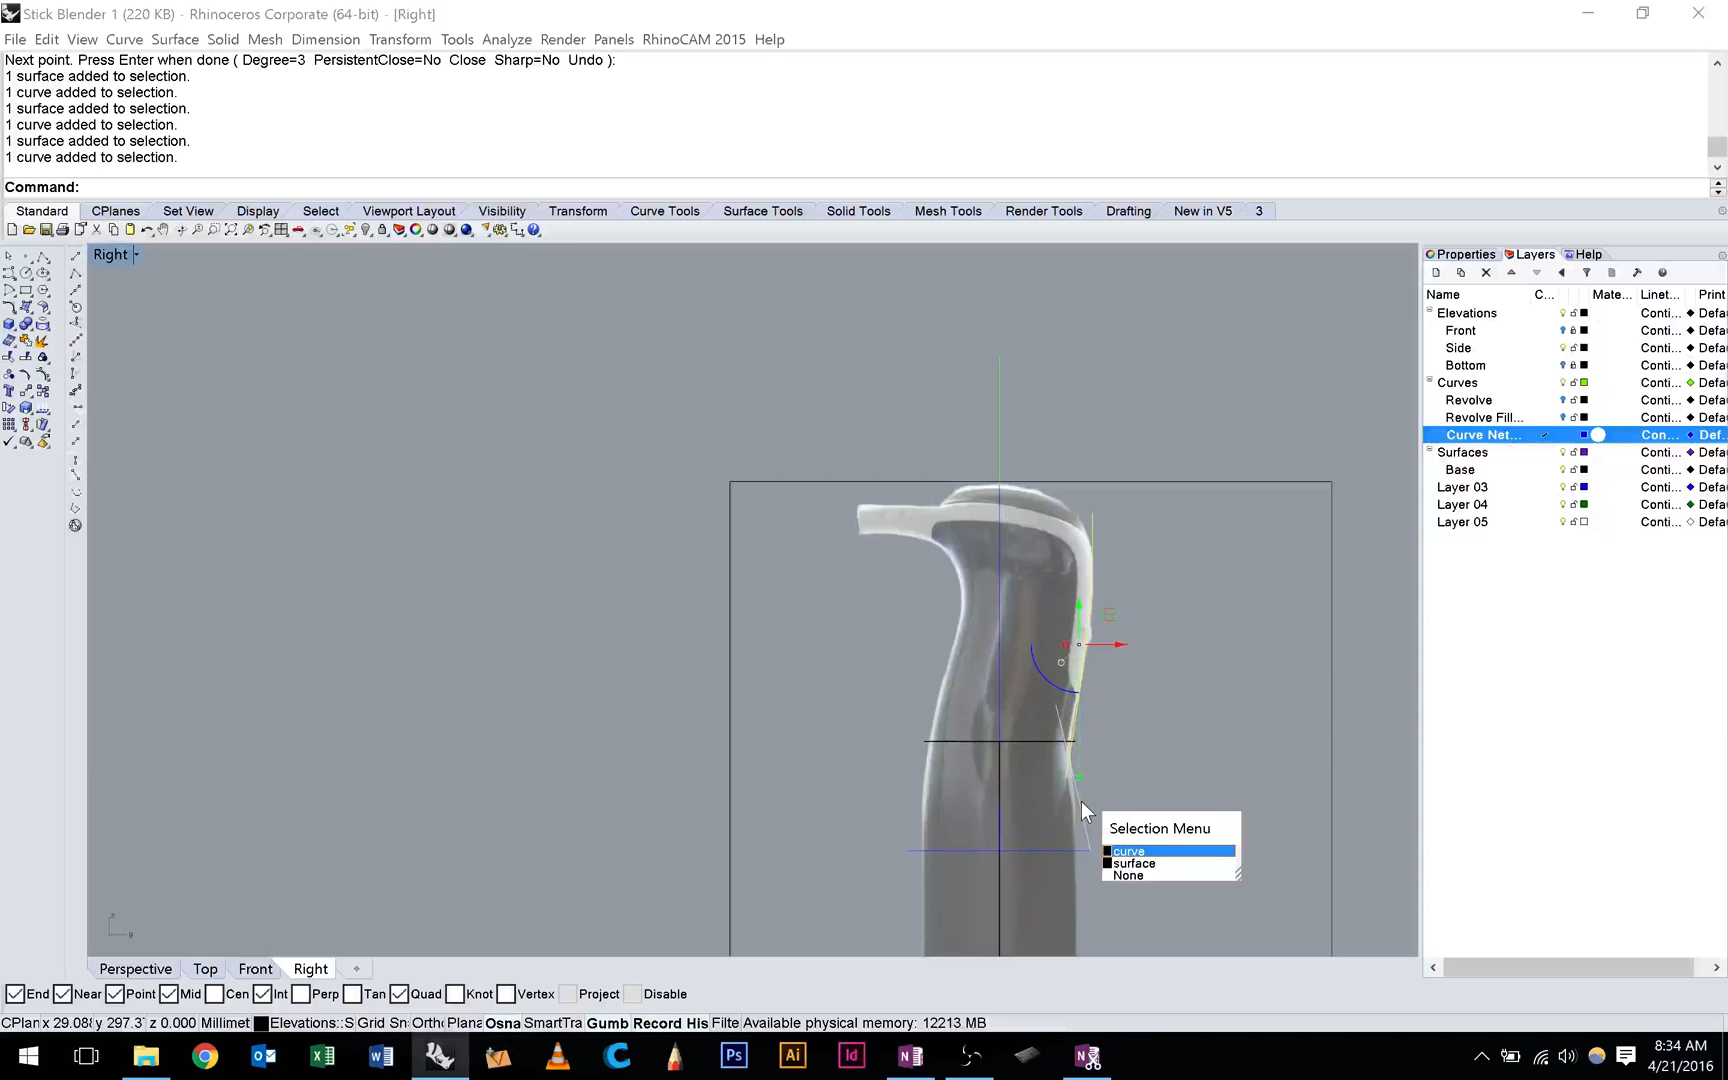 Stick Blender 1 (220 KB) - Rhinoceros Corporate (64-bit) - [Right]
File Edit View Curve Surface Solid Mesh Dimension Transform Tools Analyze Render Panels RhinoCAM 2015 Help
Next point. Press Enter when done ( Degree=3 PersistentClose=No Close Sharp=No Undo ):
1 surface added to selection.
1 curve added to selection.
1 surface added to selection.
1 curve added to selection.
1 surface added to selection.
1 curve added to selection.
Command:
Standard CPlanes Set View Display Select Viewport Layout Visibility Transform Curve Tools Surface Tools Solid Tools Mesh Tools Render Tools Drafting New in V5 3
Right
Properties Layers Help
Name C... Mate... Linet... Print
Elevations Conti... Defa
Front Conti... Defa
Side Conti... Defa
Bottom Conti... Defa
Curves Conti... Defa
Revolve Conti... Defa
Revolve Fill... Conti... Defa
Curve Net... Con... Def.
Surfaces Conti... Defa
Base Conti... Defa
Layer 03 Conti... Defa
Layer 04 Conti... Defa
Layer 05 Conti... Defa
Selection Menu
curve
surface
None
z
y
Perspective Top Front Right
End Near Point Mid Cen Int Perp Tan Quad Knot Vertex Project Disable
CPlan x 29.08 y 297.3 z 0.000 Millimet Elevations::S Grid Sn Ortho Plana Osna SmartTra Gumb Record His Filte Available physical memory: 12213 MB
Ps Ai Id
8:34 AM
4/21/2016